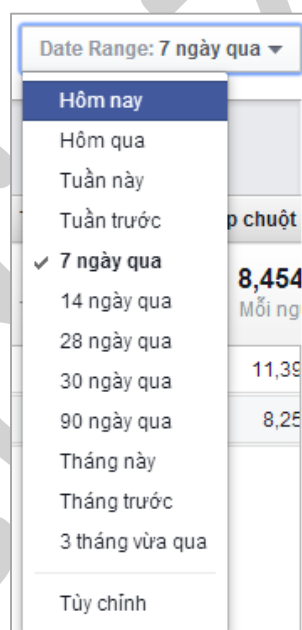 Date Range: 7 ngày qua
Hôm nay
Hôm qua
Tuần này
Tuần trước
p chuột
7 ngày qua
8,454
Mỗi ng
14 ngày qua
28 ngày qua
30 ngày qua
11,39
90 ngày qua
8,25
Tháng này
Tháng trước
3 tháng vừa qua
Tùy chỉnh